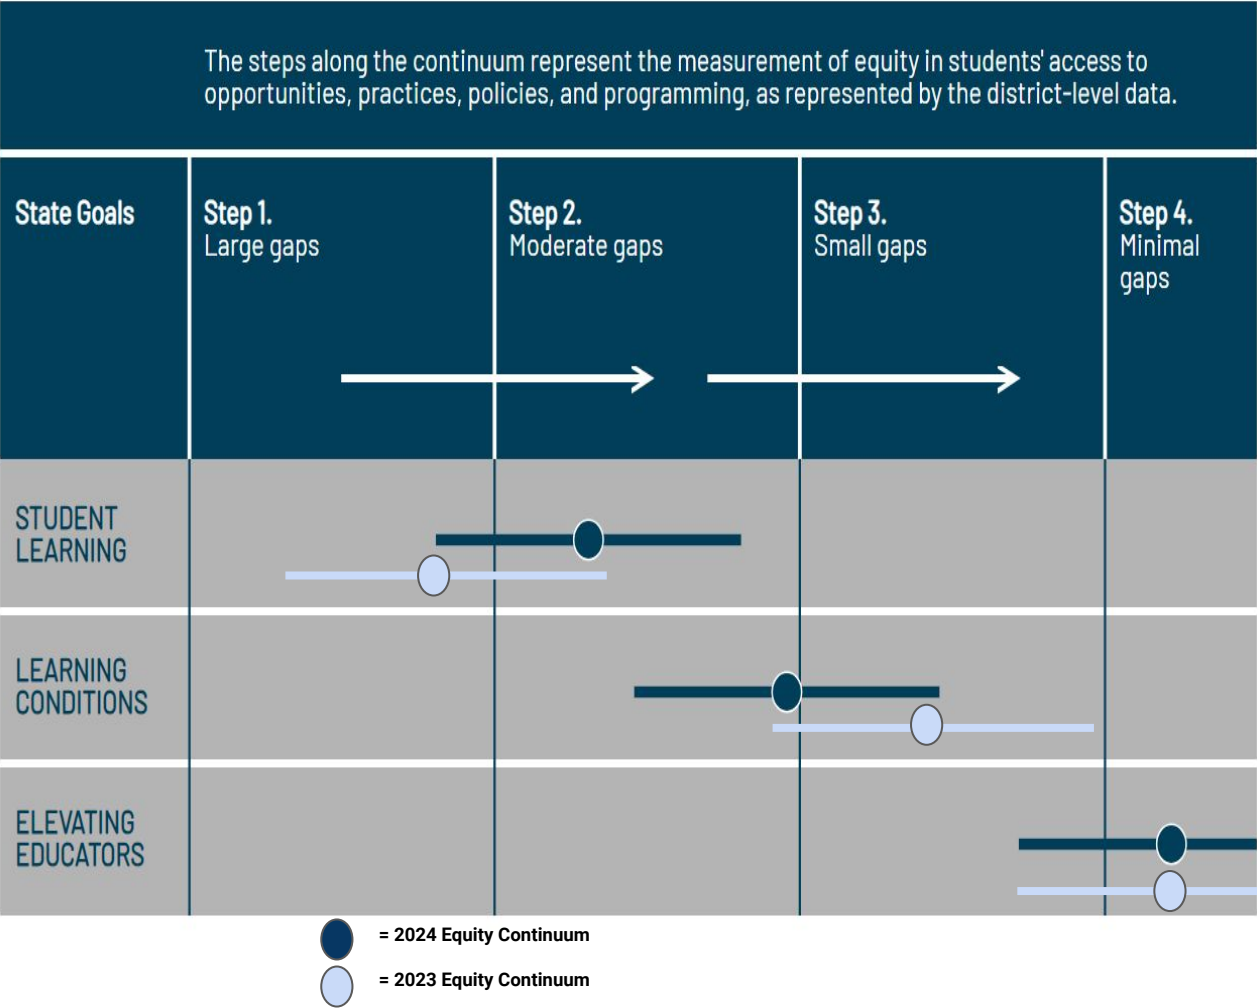 The steps along the continuum represent the measurement of equity in students' access to
opportunities, practices, policies, and programming, as represented by the district-level data.
State Goals
Step 1.
Large gaps
Step 2.
Moderate gaps
Step 3.
Small gaps
Step 4.
Minimal
gaps
STUDENT
LEARNING
LEARNING
CONDITIONS
ELEVATING
EDUCATORS
= 2024 Equity Continuum
= 2023 Equity Continuum